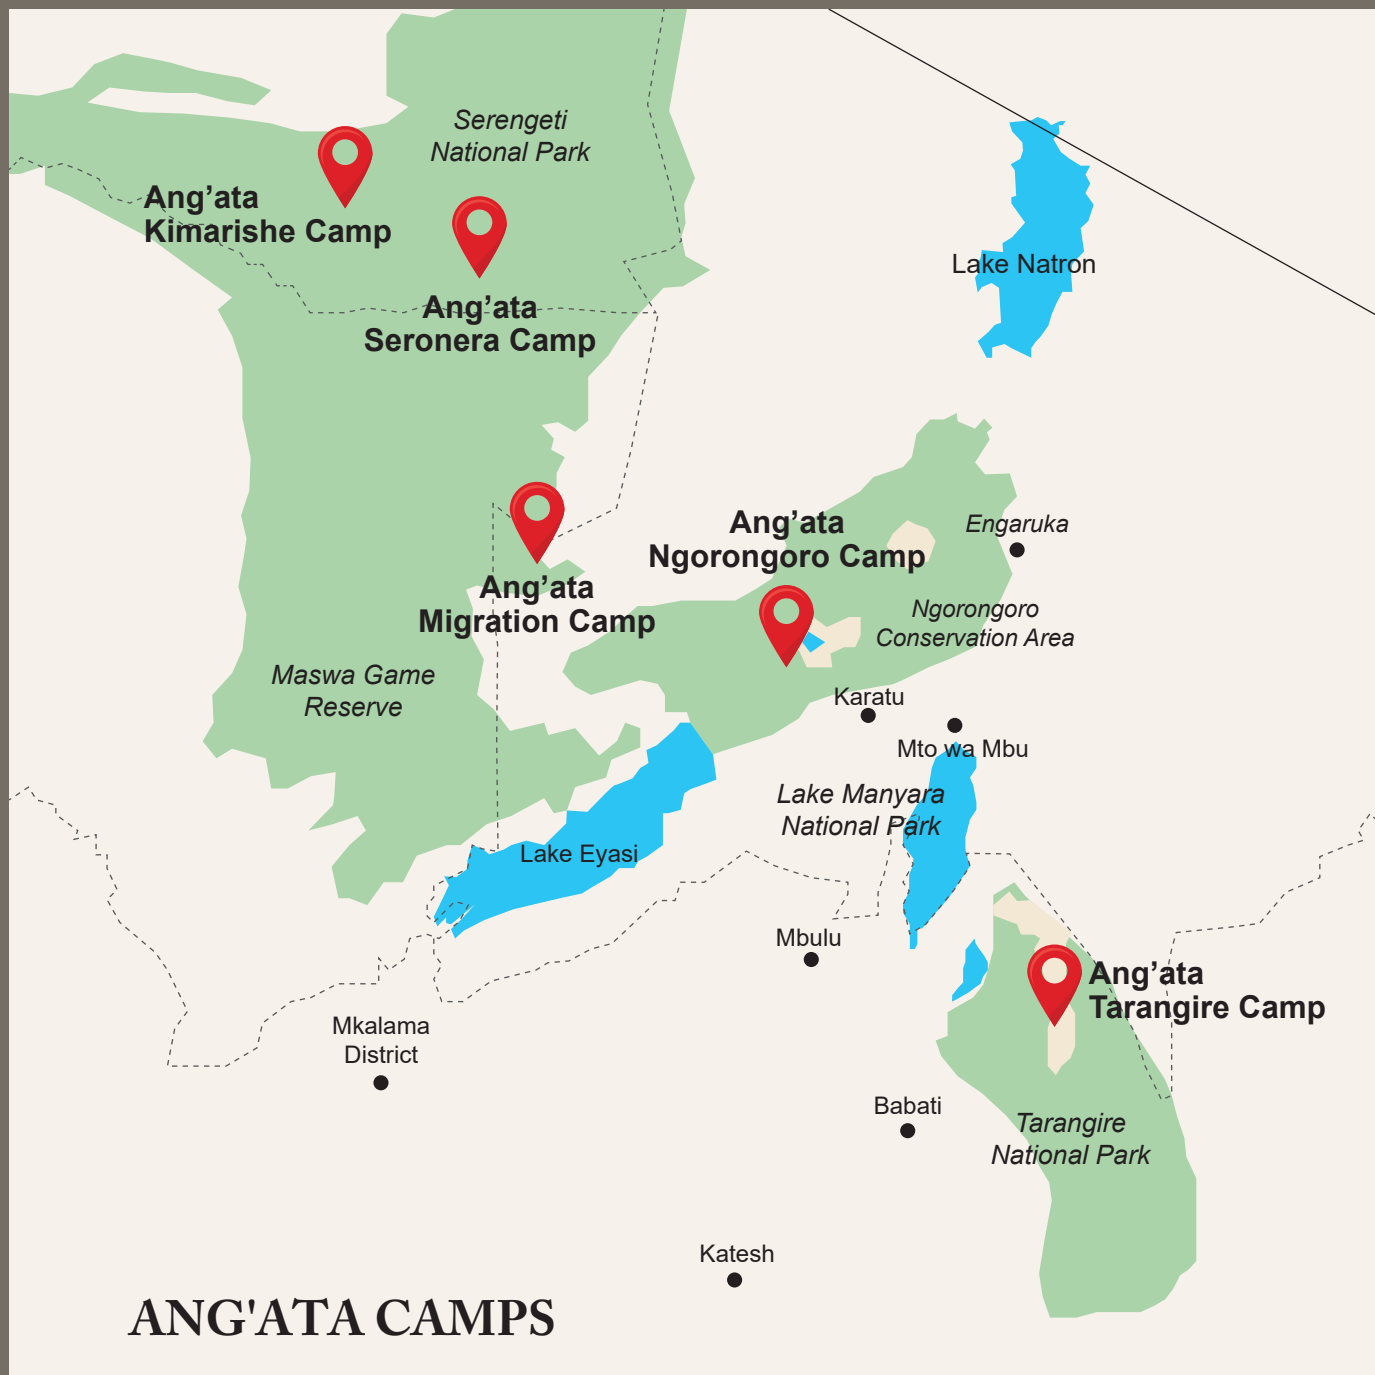 Serengeti
National Park
Ang’ata
Kimarishe Camp
Ang’ata
Seronera Camp
Lake Natron
Ang’ata
Ngorongoro Camp
Engaruka
Ang’ata
Migration Camp
Ngorongoro
Conservation Area
Maswa Game
Reserve
Karatu
Mto wa Mbu
Lake Manyara
National Park
Lake Eyasi
Mbulu
Ang’ata
Tarangire Camp
Mkalama
District
Babati
Tarangire
National Park
Katesh
ANG'ATA CAMPS